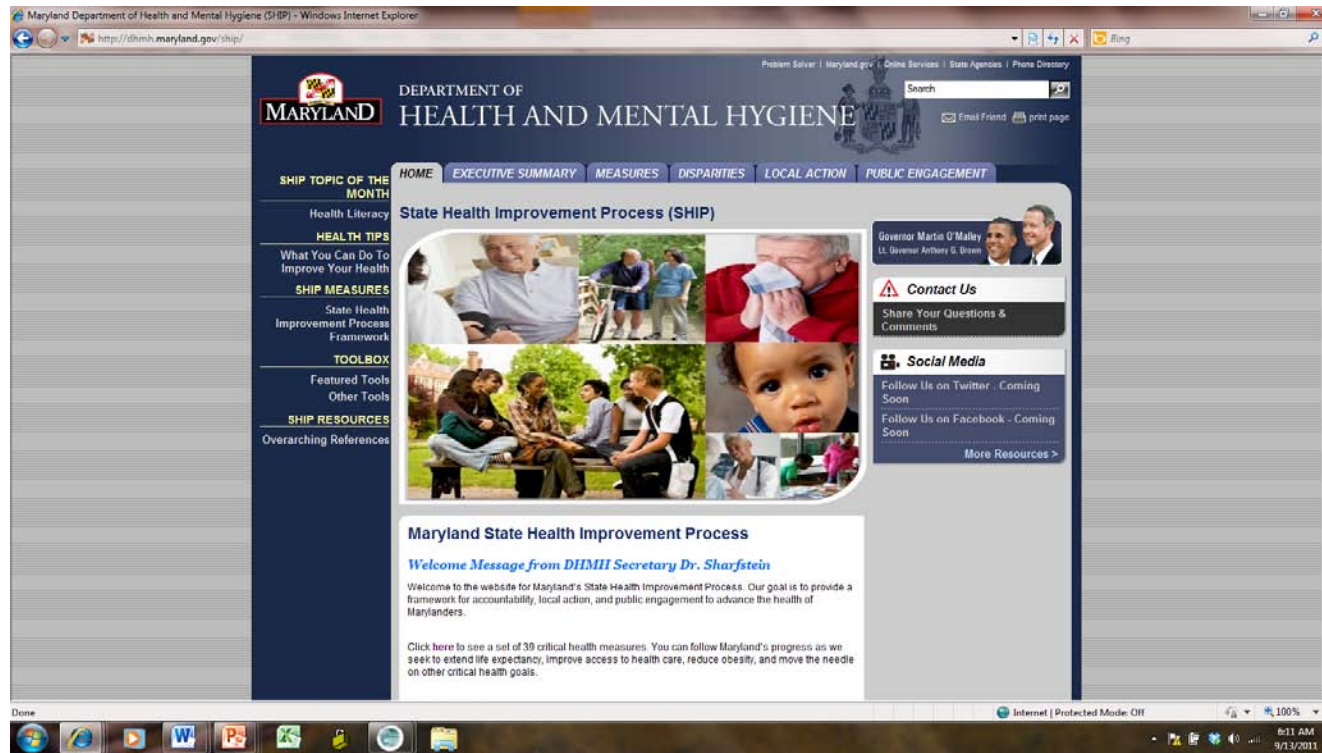 Maryland Department of Health and Mental Hygiene (SHIP) - Windows Internet Explorer
http://dhmh.maryland.gov/ship/
Bing
Problem Solver | Maryland.gov | Online Services | State Agencies | Phone Directory
MARYLAND
DEPARTMENT OF
HEALTH AND MENTAL HYGIENE
Search
Email Friend print page
HOME EXECUTIVE SUMMARY MEASURES DISPARITIES LOCAL ACTION PUBLIC ENGAGEMENT
SHIP TOPIC OF THE
MONTH
Health Literacy
HEALTH TIPS
What You Can Do To
Improve Your Health
SHIP MEASURES
State Health
Improvement Process
Framework
TOOLBOX
Featured Tools
Other Tools
SHIP RESOURCES
Overarching References
State Health Improvement Process (SHIP)
Governor Martin O'Malley
Lt. Governor Anthony G. Brown
Contact Us
Share Your Questions &
Comments
Social Media
Follow Us on Twitter - Coming
Soon
Follow Us on Facebook - Coming
Soon
More Resources >
Maryland State Health Improvement Process
Welcome Message from DHMH Secretary Dr. Sharfstein
Welcome to the website for Maryland's State Health Improvement Process. Our goal is to provide a
framework for accountability, local action, and public engagement to advance the health of
Marylanders.
Click here to see a set of 39 critical health measures. You can follow Maryland's progress as we
seek to extend life expectancy, improve access to health care, reduce obesity, and move the needle
on other critical health goals.
Done
Internet | Protected Mode: Off
100%
6:11 AM
9/13/2011